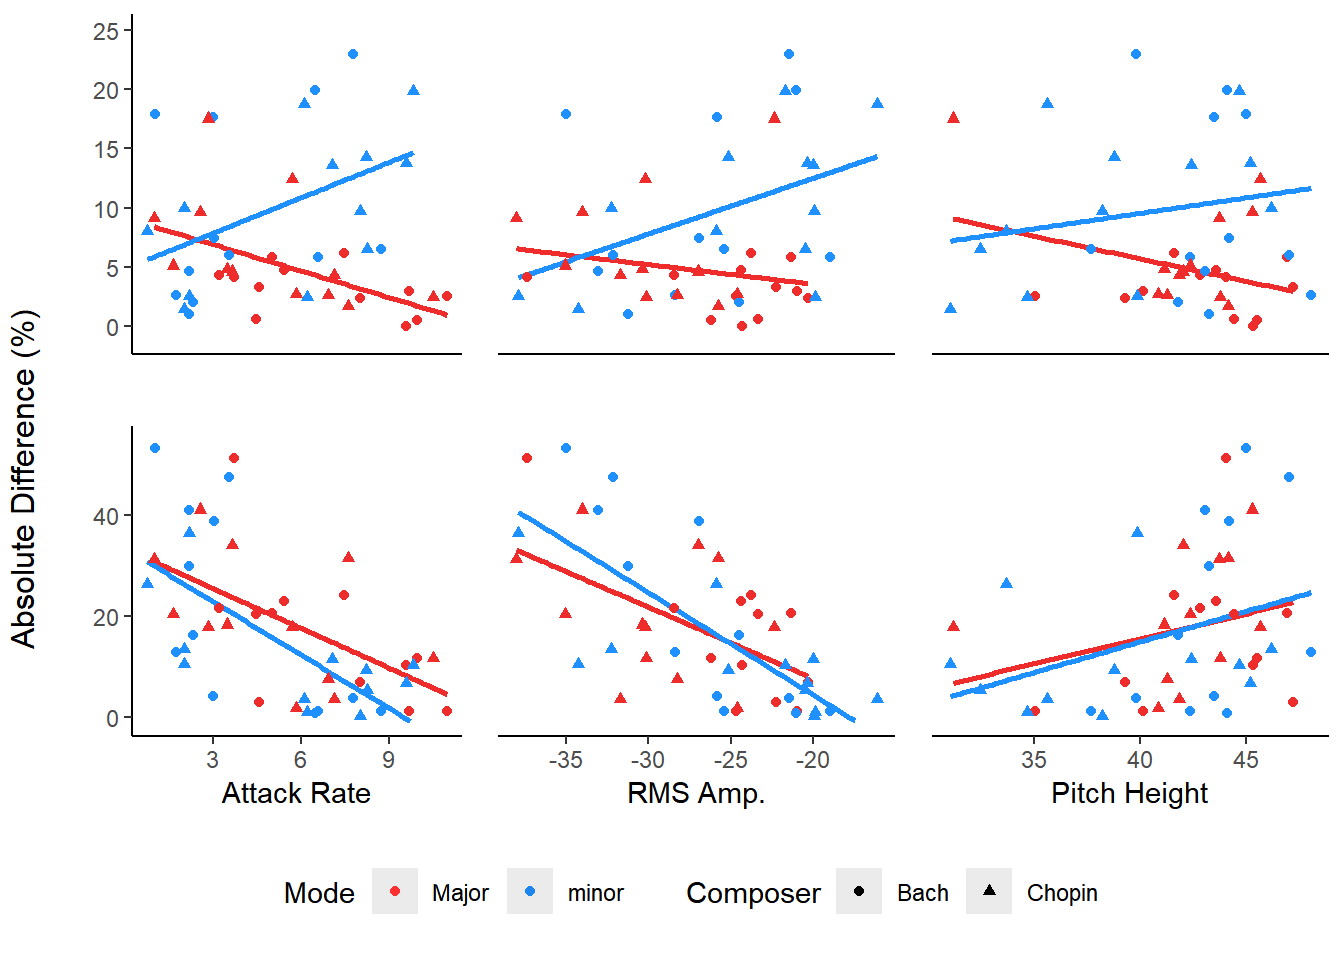 Absolute Difference (%)
25
20
15
10
5
0
40
20
0
3 6 9
-35 -30 -25 -20
35 40 45
Attack Rate RMS Amp. Pitch Height
Mode Major minor Composer Bach Chopin